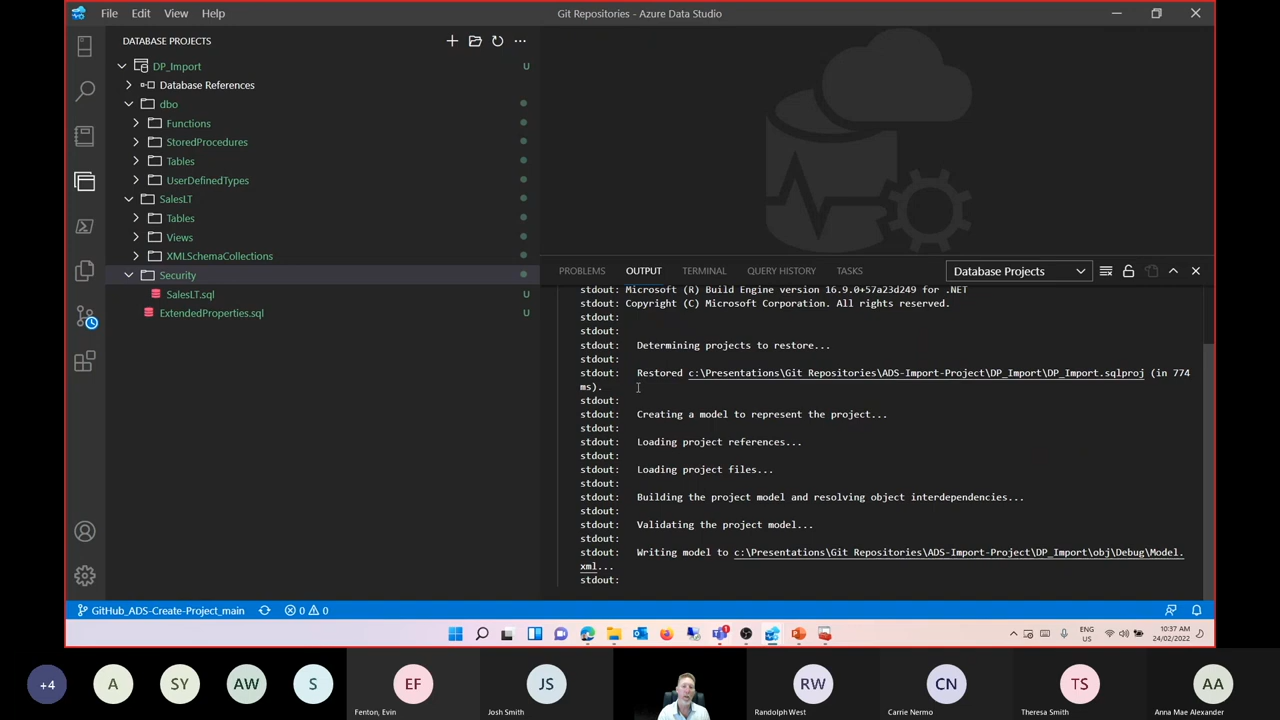 File Edit View Help
Git Repositories - Azure Data Studio
DATABASE PROJECTS
DP_Import U
Database References
dbo
Functions
StoredProcedures
Tables
UserDefinedTypes
SalesLT
Tables
Views
XMLSchemaCollections
Security
SalesLT.sql U
ExtendedProperties.sql U
PROBLEMS OUTPUT TERMINAL QUERY HISTORY TASKS Database Projects
stdout: Microsoft (R) Build Engine version 16.9.0+57a23d249 for .NET
stdout: Copyright (C) Microsoft Corporation. All rights reserved.
stdout:
stdout:
stdout: Determining projects to restore...
stdout:
stdout: Restored c:\Presentations\Git Repositories\ADS-Import-Project\DP_Import\DP_Import.sqlproj (in 774
ms).
stdout:
stdout: Creating a model to represent the project...
stdout:
stdout: Loading project references...
stdout:
stdout: Loading project files...
stdout:
stdout: Building the project model and resolving object interdependencies...
stdout:
stdout: Validating the project model...
stdout:
stdout: Writing model to c:\Presentations\Git Repositories\ADS-Import-Project\DP_Import\obj\Debug\Model.
xml...
stdout:
GitHub_ADS-Create-Project_main 0 0
ENG
US
10:37 AM
24/02/2022
+4 A SY AW S EF JS RW CN TS AA
Fenton, Evin Josh Smith Randolph West Carrie Nermo Theresa Smith Anna Mae Alexander